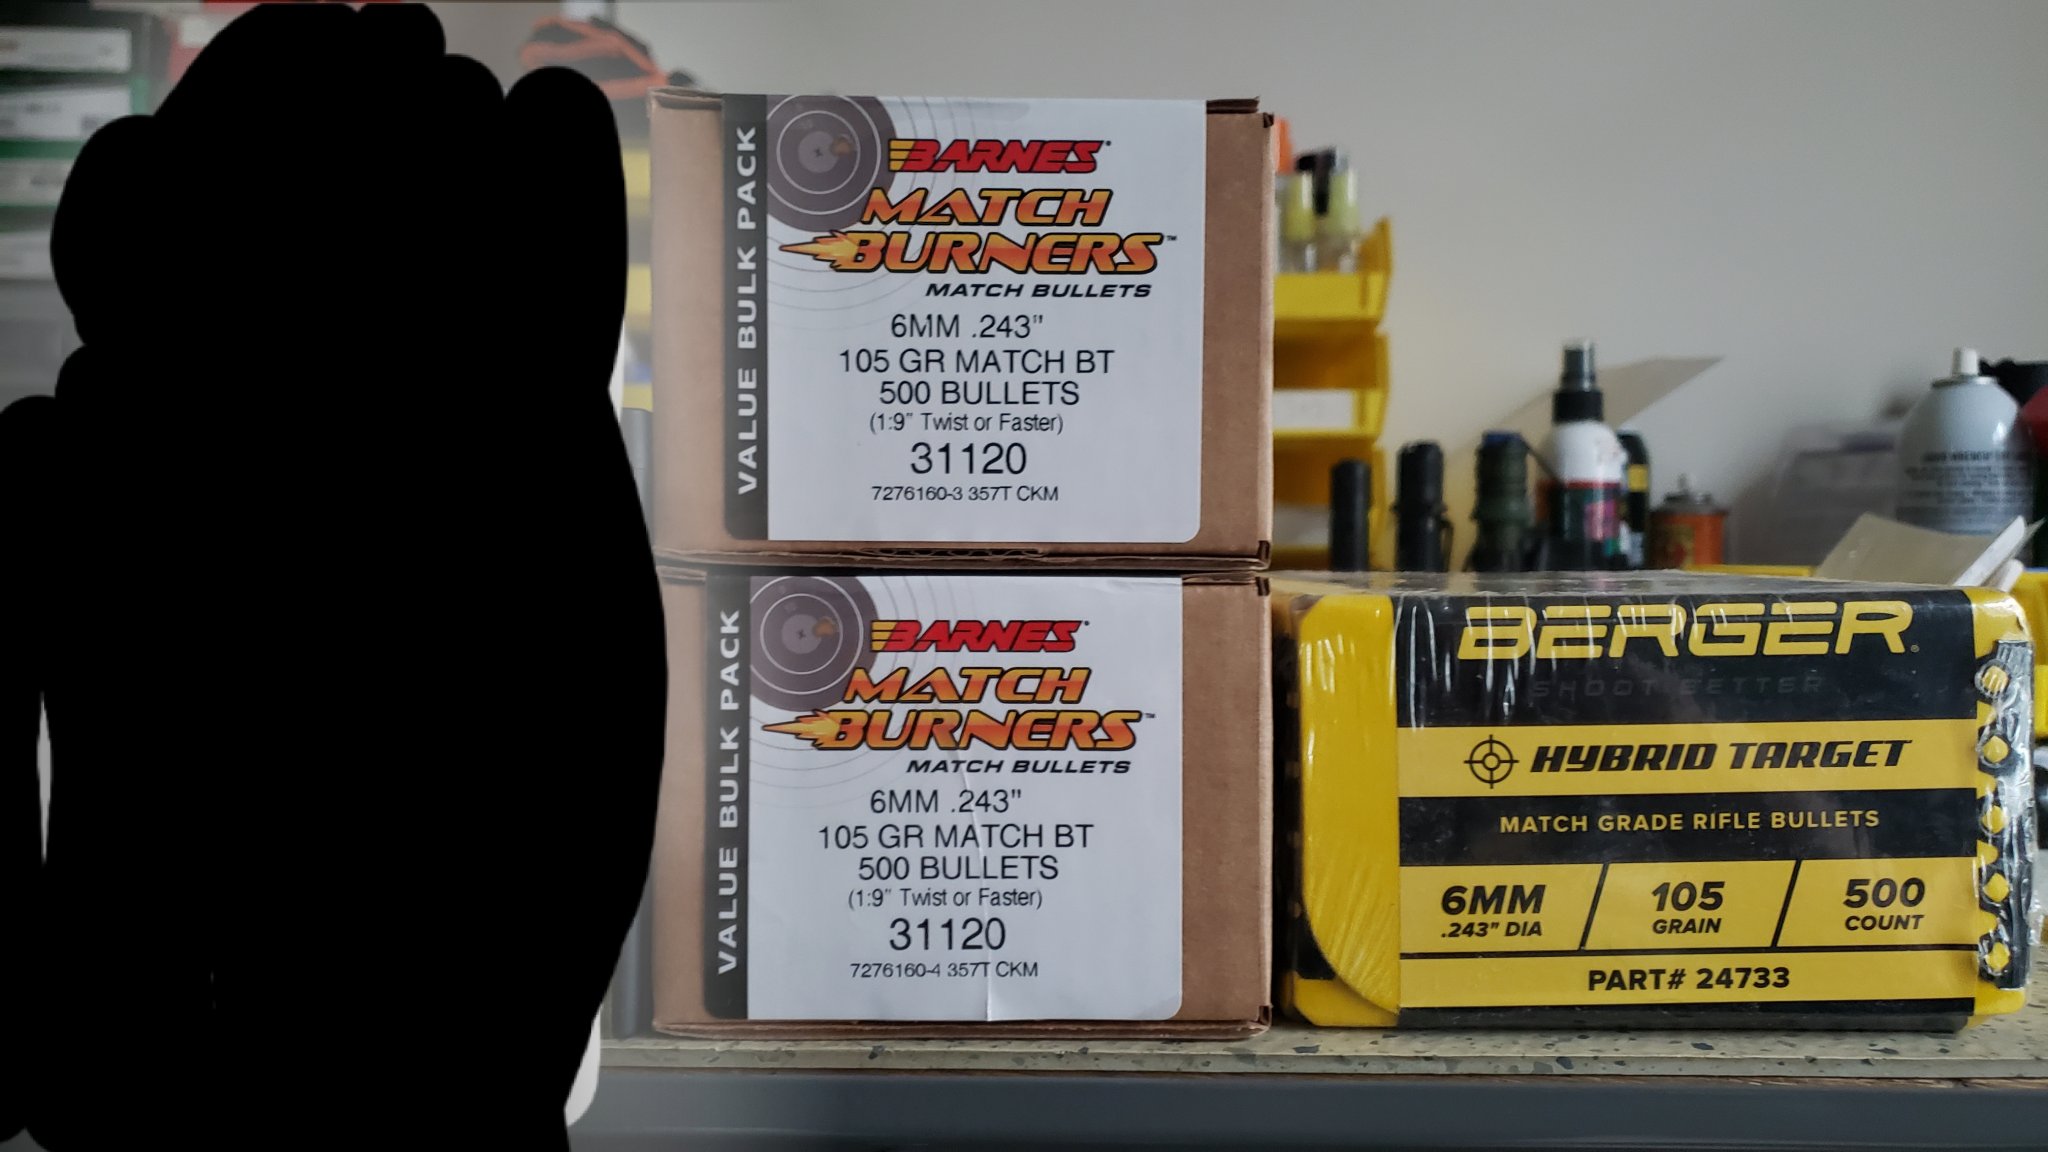 VALUE BULK PACK
BARNES
MATCH
BURNERS™
MATCH BULLETS
6MM .243"
105 GR MATCH BT
500 BULLETS
(1:9" Twist or Faster)
31120
7276160-3 357T CKM
VALUE BULK PACK
BARNES
MATCH
BURNERS™
MATCH BULLETS
6MM .243"
105 GR MATCH BT
500 BULLETS
(1:9" Twist or Faster)
31120
7276160-4 357T CKM
BERGER
SHOOT BETTER
HYBRID TARGET
MATCH GRADE RIFLE BULLETS
6MM 105 500
.243" DIA GRAIN COUNT
PART# 24733